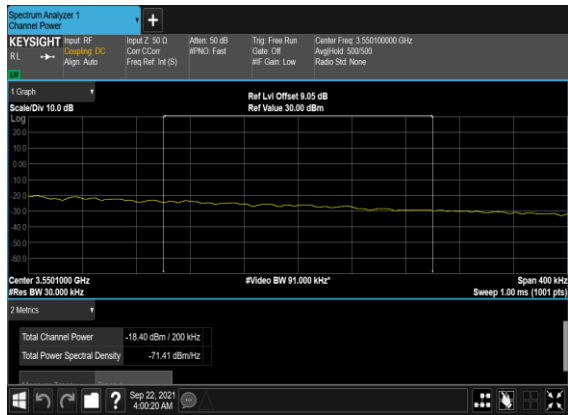 Spectrum Analyzer 1
Channel Power
+
KEYSIGHT Input: RF Input Z: 50 Ω Atten: 50 dB Trig: Free Run Center Freq: 3.550100000 GHz
RL Coupling: DC Corr CCorr #PNO: Fast Gate: Off Avg|Hold: 500/500
Align: Auto Freq Ref: Int (S) #IF Gain: Low Radio Std: None
1 Graph
Ref Lvl Offset 9.05 dB
Scale/Div 10.0 dB Ref Value 30.00 dBm
Log
20.0
10.0
0.00
-10.0
-20.0
-30.0
-40.0
-50.0
-60.0
Center 3.5501000 GHz #Video BW 91.000 kHz* Span 400 kHz
#Res BW 30.000 kHz Sweep 1.00 ms (1001 pts)
2 Metrics
Total Channel Power -18.40 dBm / 200 kHz
Total Power Spectral Density -71.41 dBm/Hz
? Sep 22, 2021
4:00:20 AM